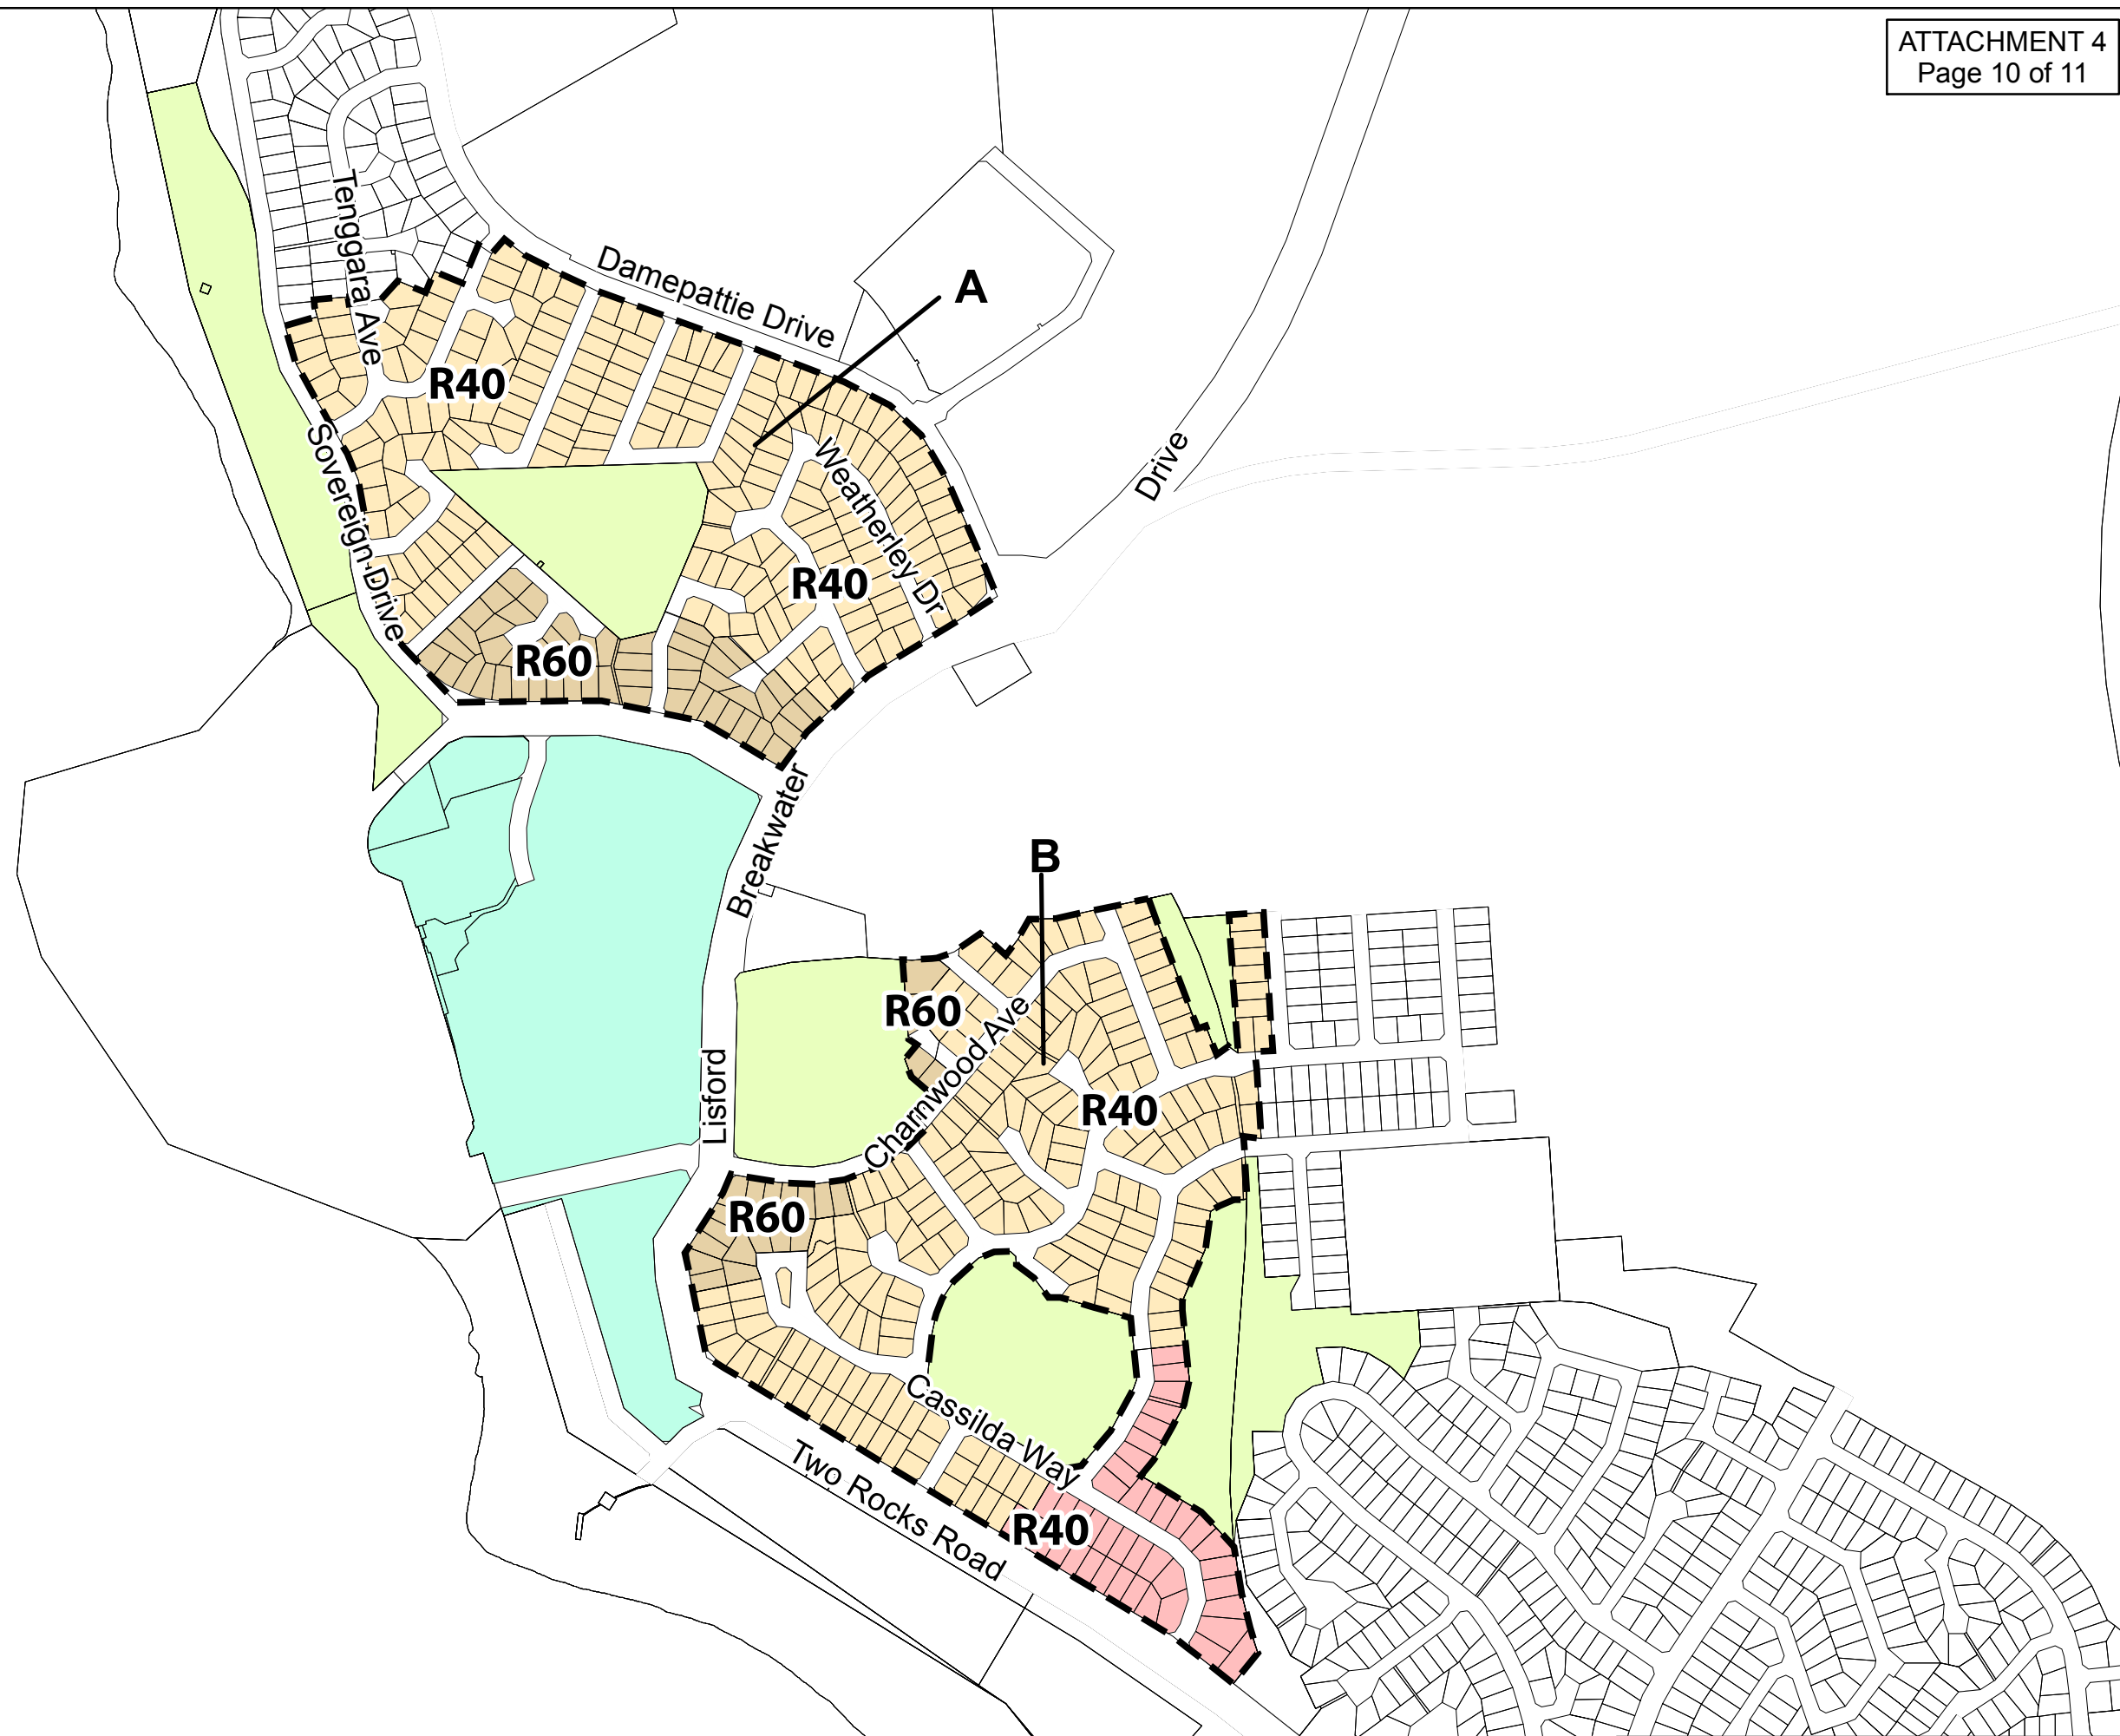 ATTACHMENT 4
Page 10 of 11
Tenggara Ave
Damepattie Drive
A
R40
Sovereign Drive
Weatherley Dr
Drive
R40
R60
Breakwater
B
R60
Charnwood Ave
Lisford
R40
R60
Cassilda Way
Two Rocks Road
R40